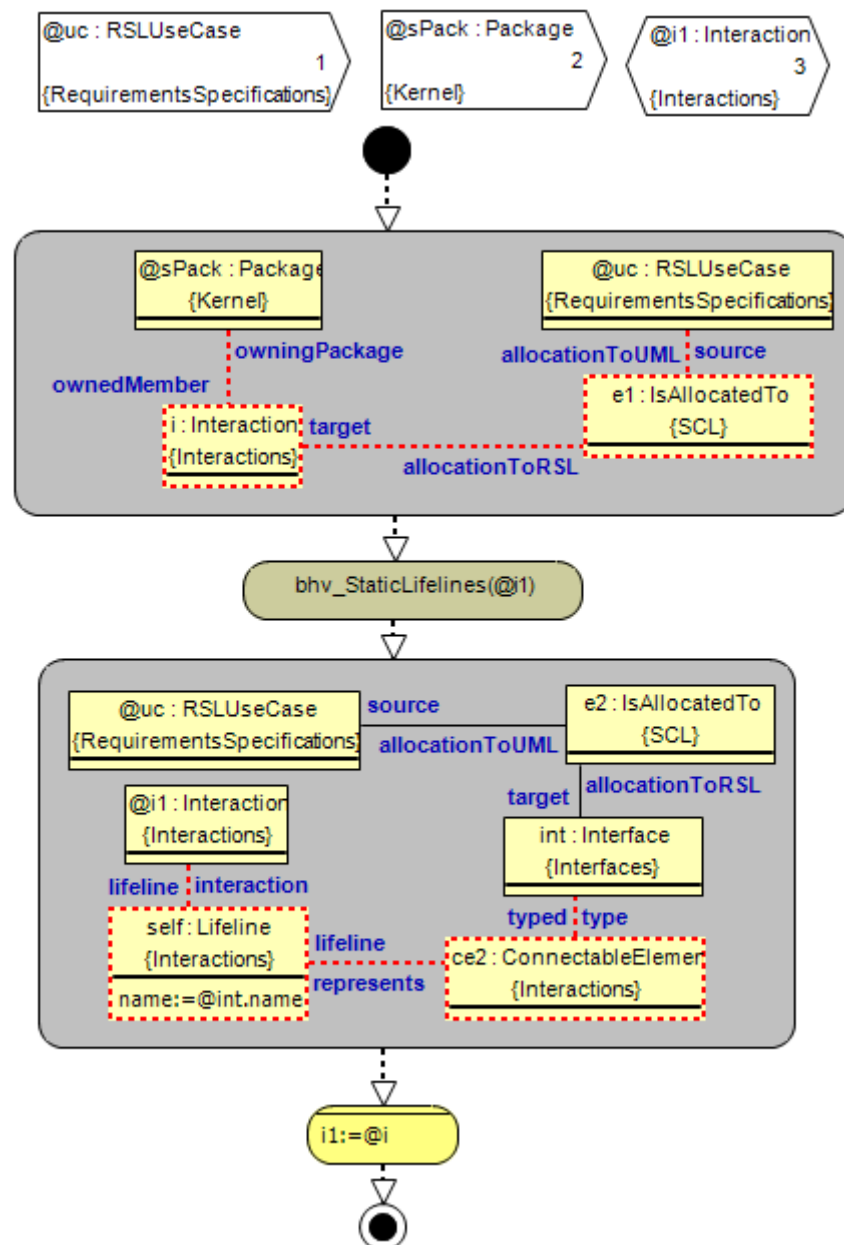 @uc : RSLUseCase
1
{RequirementsSpecifications}
@sPack : Package
2
{Kernel}
@i1 : Interaction
3
{Interactions}
@sPack : Package
{Kernel}
@uc : RSLUseCase
{RequirementsSpecifications}
owningPackage
ownedMember
allocationToUML
source
i : Interaction
{Interactions}
target
allocationToRSL
e1 : IsAllocatedTo
{SCL}
bhv_StaticLifelines(@i1)
@uc : RSLUseCase
{RequirementsSpecifications}
source
allocationToUML
e2 : IsAllocatedTo
{SCL}
@i1 : Interaction
{Interactions}
target
allocationToRSL
int : Interface
{Interfaces}
lifeline
interaction
typed
type
self : Lifeline
{Interactions}
name:=@int.name
lifeline
represents
ce2 : ConnectableElemen
{Interactions}
i1:=@i